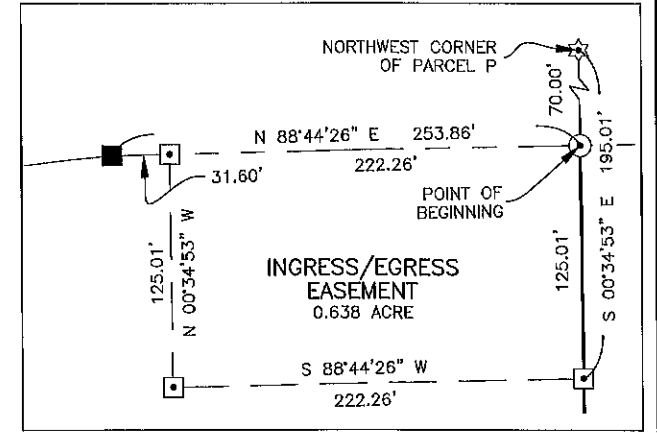 NORTHWEST CORNER
OF PARCEL P
70.00'
N 88°44'26" E 253.86'
S 00°34'53" E 195.01'
31.60'
222.26'
POINT OF
BEGINNING
125.01'
N 00°34'53" W
INGRESS/EGRESS
EASEMENT
0.638 ACRE
125.01'
S 88°44'26" W
222.26'